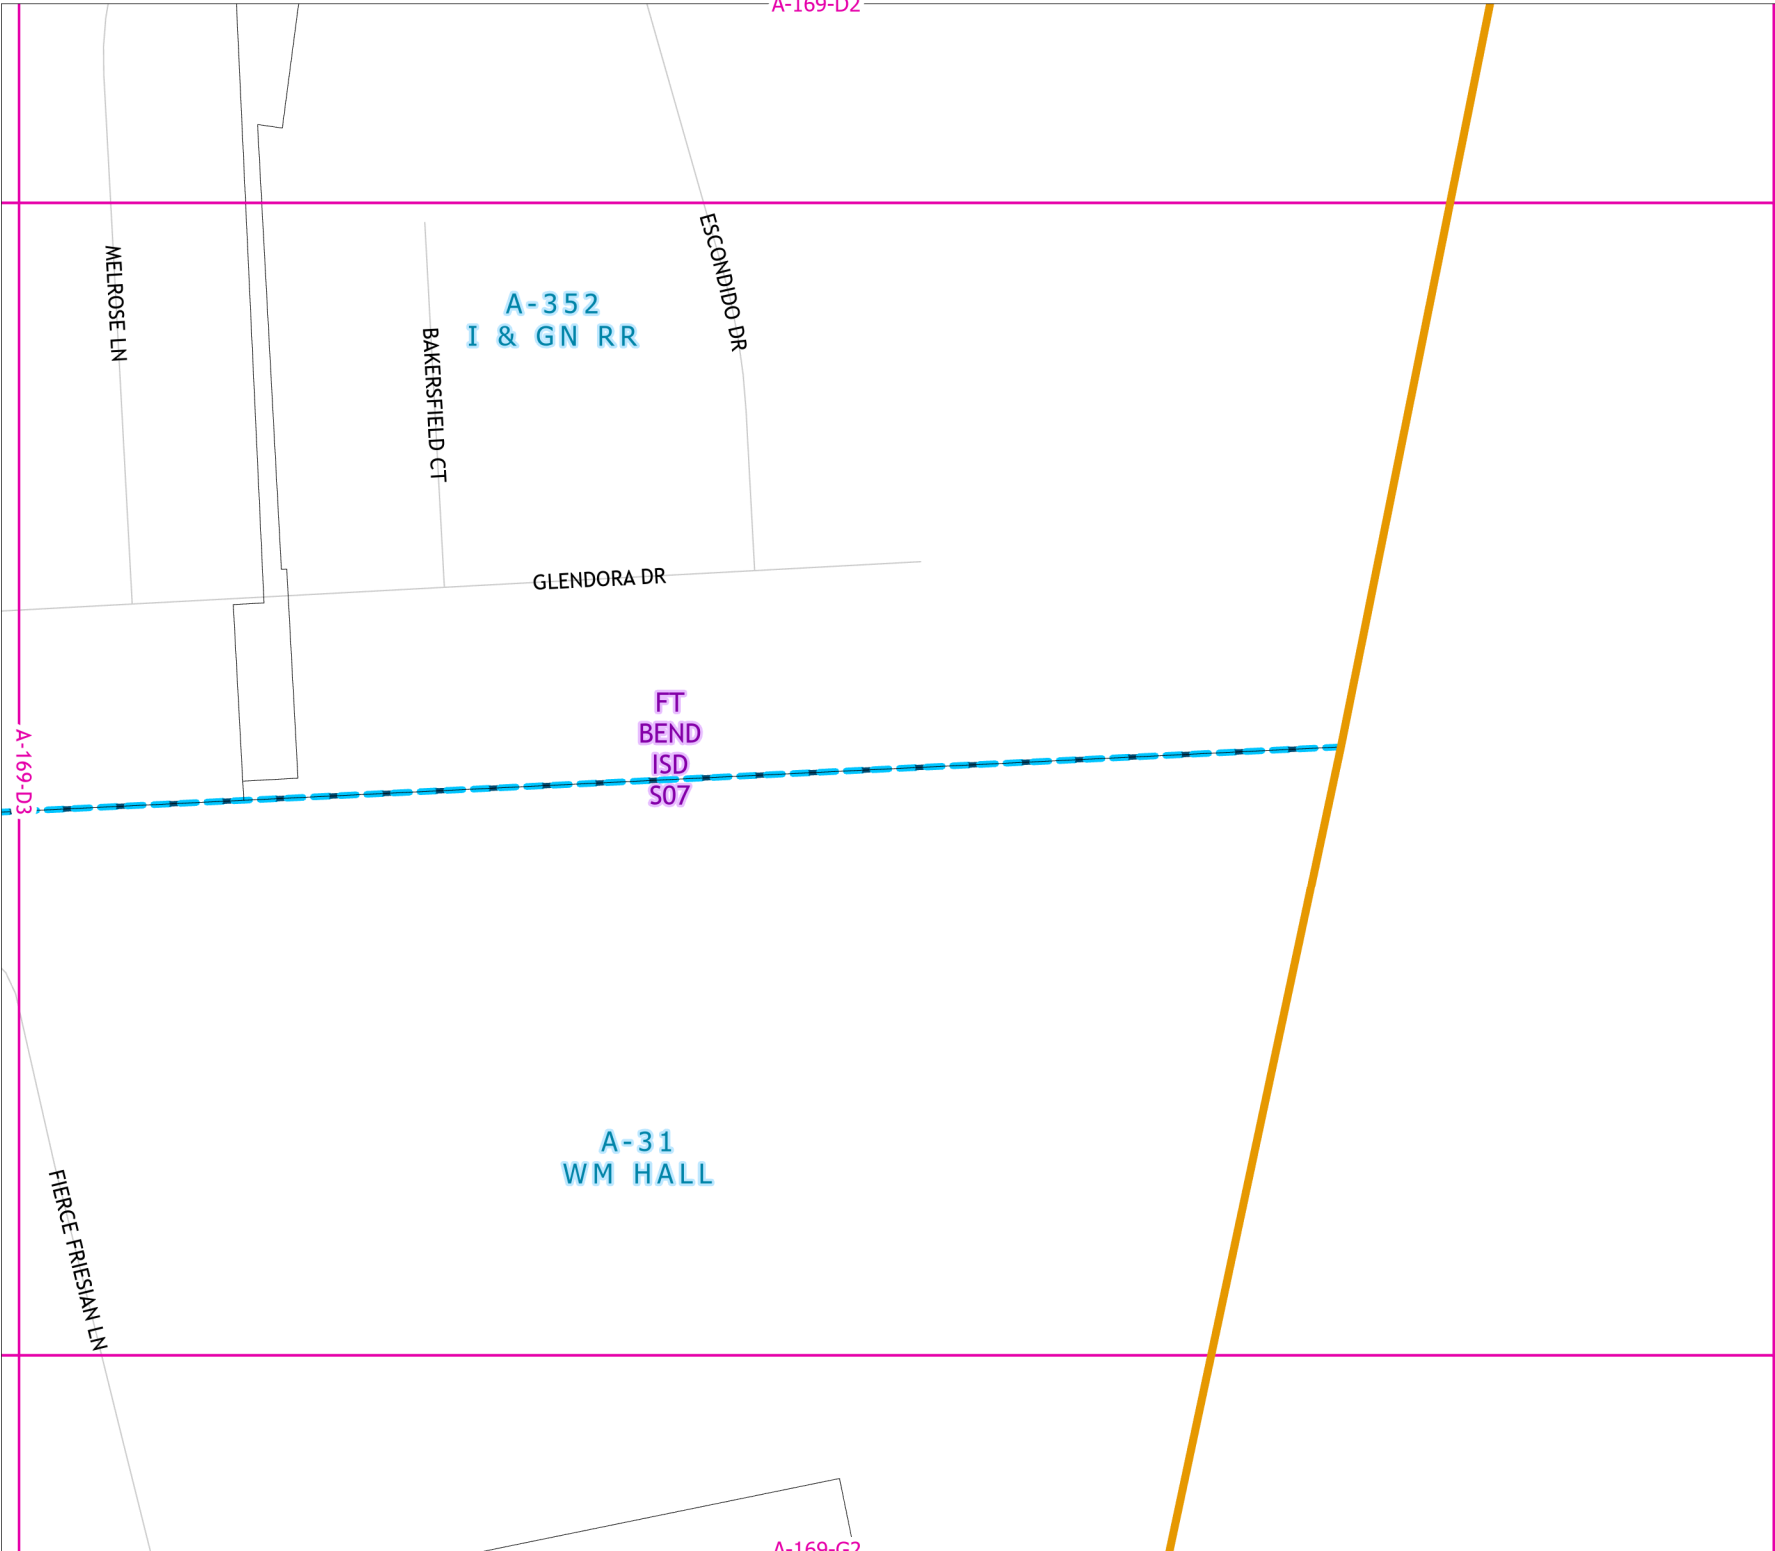 A-169-D2
MELROSE LN
ESCONDIDO DR
A-352
I & GN RR
BAKERSFIELD CT
GLENDORA DR
FT
BEND
ISD
S07
A-169-D3
A-31
WM HALL
FIERCE FRIESIAN LN
A-169-G2